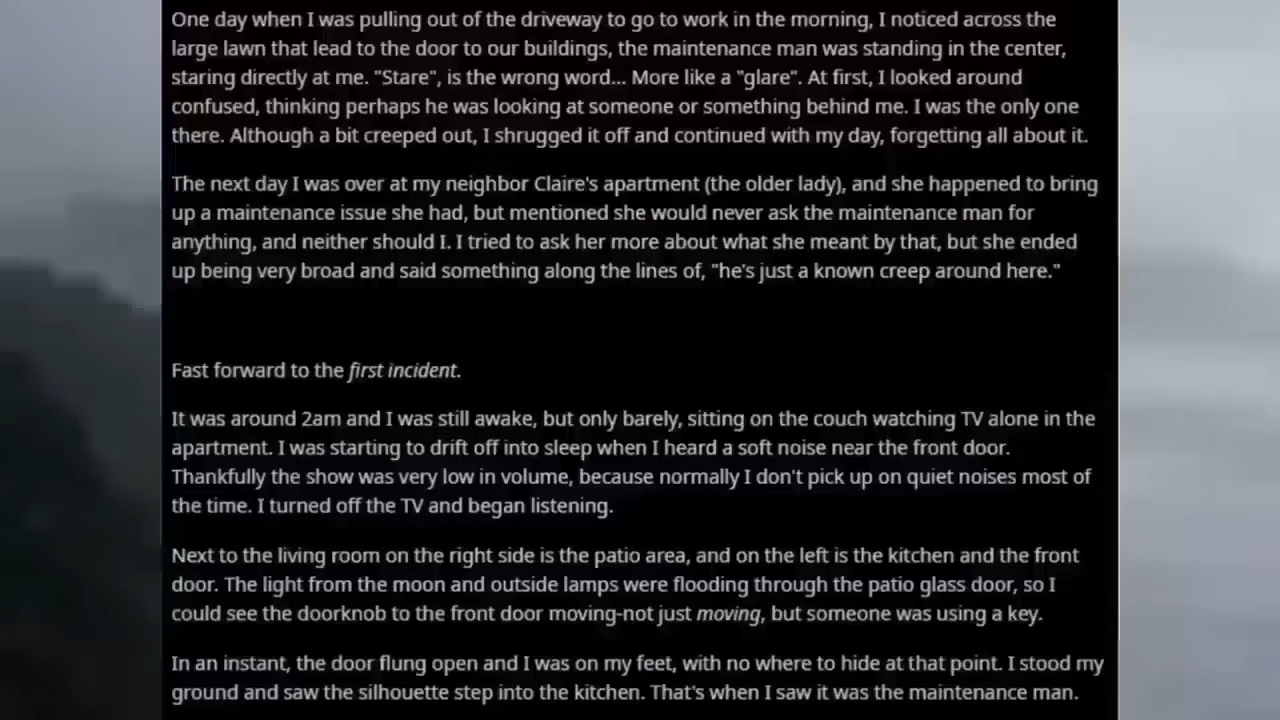 One day when I was pulling out of the driveway to go to work in the morning, I noticed across the
large lawn that lead to the door to our buildings, the maintenance man was standing in the center,
staring directly at me. "Stare", is the wrong word... More like a "glare". At first, I looked around
confused, thinking perhaps he was looking at someone or something behind me. I was the only one
there. Although a bit creeped out, I shrugged it off and continued with my day, forgetting all about it.
The next day I was over at my neighbor Claire's apartment (the older lady), and she happened to bring
up a maintenance issue she had, but mentioned she would never ask the maintenance man for
anything, and neither should I. I tried to ask her more about what she meant by that, but she ended
up being very broad and said something along the lines of, "he's just a known creep around here."
Fast forward to the first incident.
It was around 2am and I was still awake, but only barely, sitting on the couch watching TV alone in the
apartment. I was starting to drift off into sleep when I heard a soft noise near the front door.
Thankfully the show was very low in volume, because normally I don't pick up on quiet noises most of
the time. I turned off the TV and began listening.
Next to the living room on the right side is the patio area, and on the left is the kitchen and the front
door. The light from the moon and outside lamps were flooding through the patio glass door, so I
could see the doorknob to the front door moving-not just moving, but someone was using a key.
In an instant, the door flung open and I was on my feet, with no where to hide at that point. I stood my
ground and saw the silhouette step into the kitchen. That's when I saw it was the maintenance man.